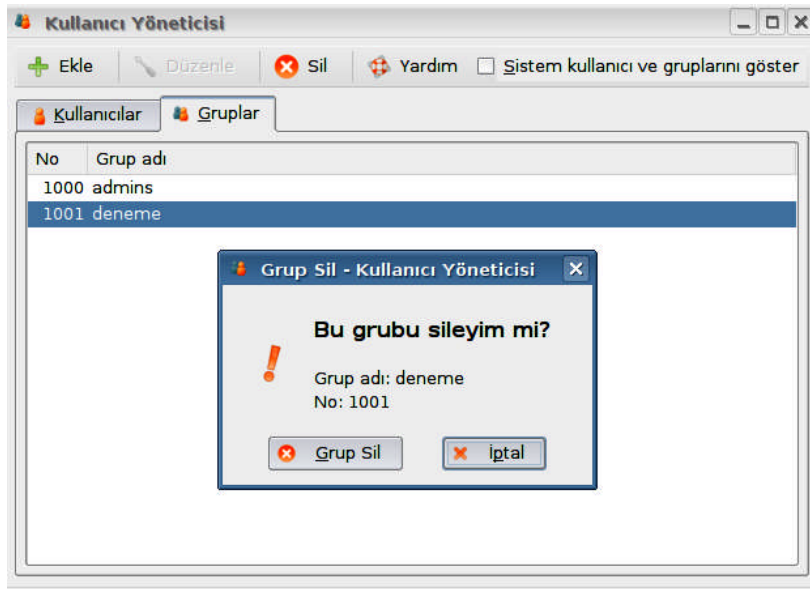 Kullanıcı Yöneticisi
Ekle Düzenle Sil Yardım Sistem kullanıcı ve gruplarını göster
Kullanıcılar Gruplar
No Grup adı
1000 admins
1001 deneme
Grup Sil - Kullanıcı Yöneticisi
Bu grubu sileyim mi?
Grup adı: deneme
No: 1001
Grup Sil İptal